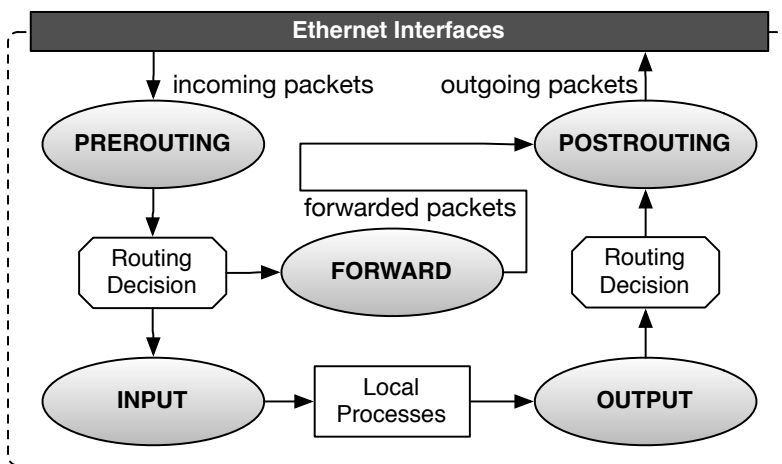 Ethernet Interfaces
incoming packets
outgoing packets
PREROUTING
POSTROUTING
forwarded packets
Routing
Decision
FORWARD
Routing
Decision
INPUT
Local
Processes
OUTPUT